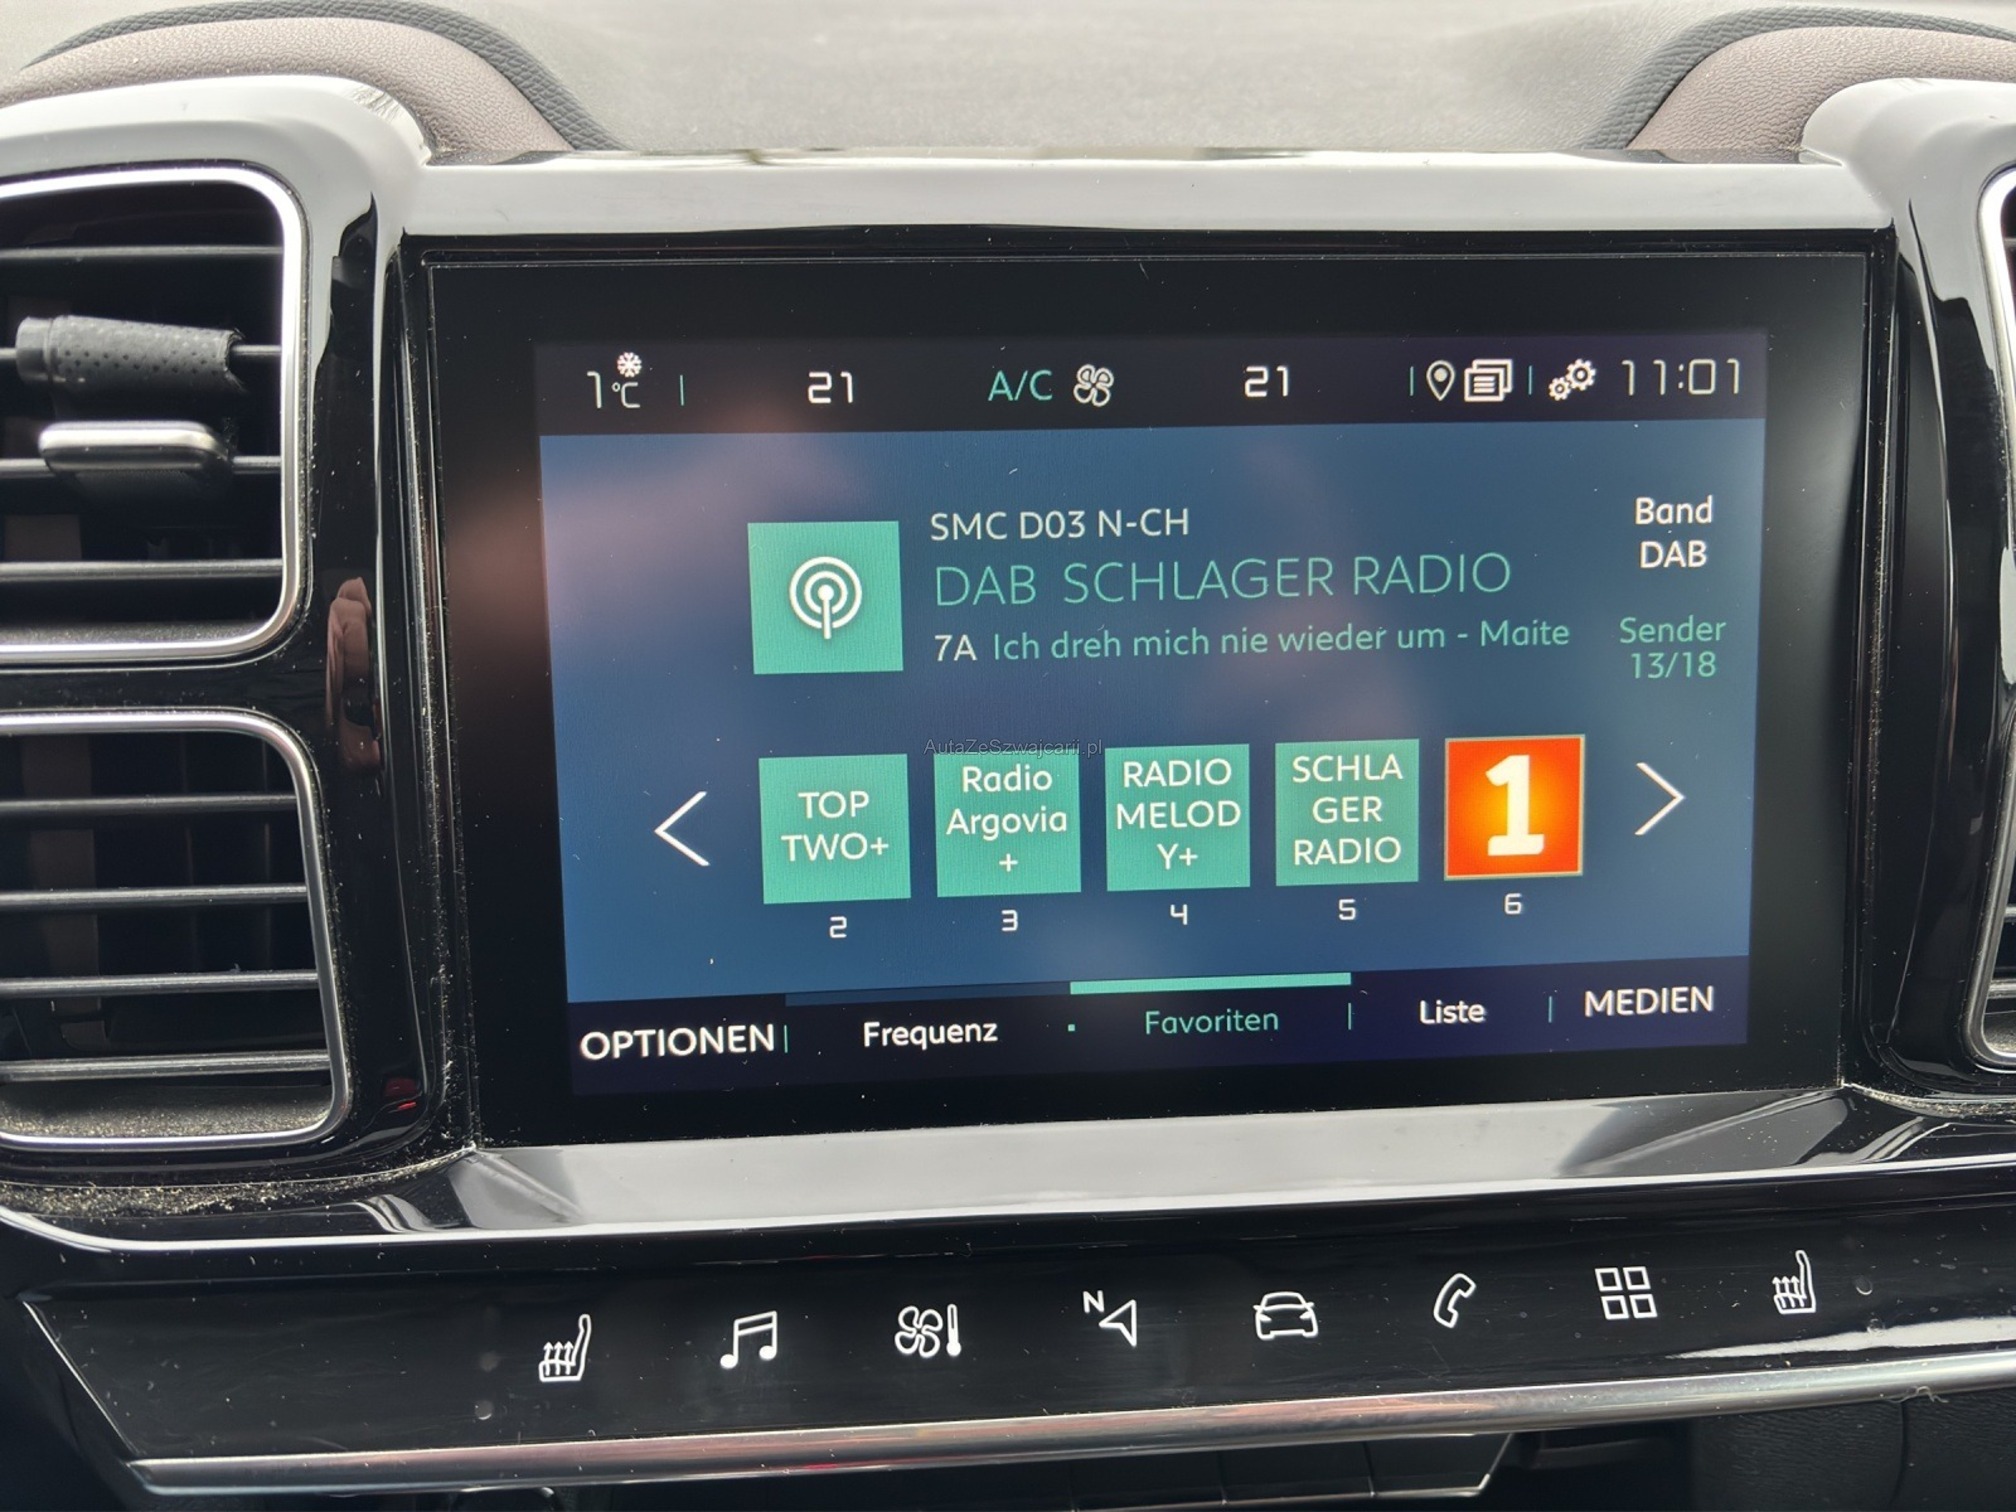 1°C 21 A/C 21 11:01
SMC D03 N-CH
DAB SCHLAGER RADIO
7A Ich dreh mich nie wieder um - Maite
Band
DAB
Sender
13/18
AutaZeSzwajcarii.pl
TOP
TWO+
2
Radio
Argovia
+
3
RADIO
MELOD
Y+
4
SCHLA
GER
RADIO
5
1
6
OPTIONEN Frequenz Favoriten Liste MEDIEN
N